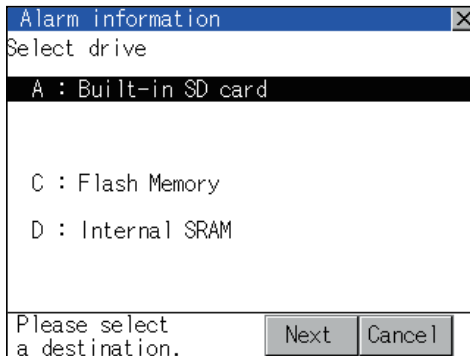 Alarm information
Select drive
A : Built-in SD card
C : Flash Memory
D : Internal SRAM
Please select
a destination.
Next
Cancel